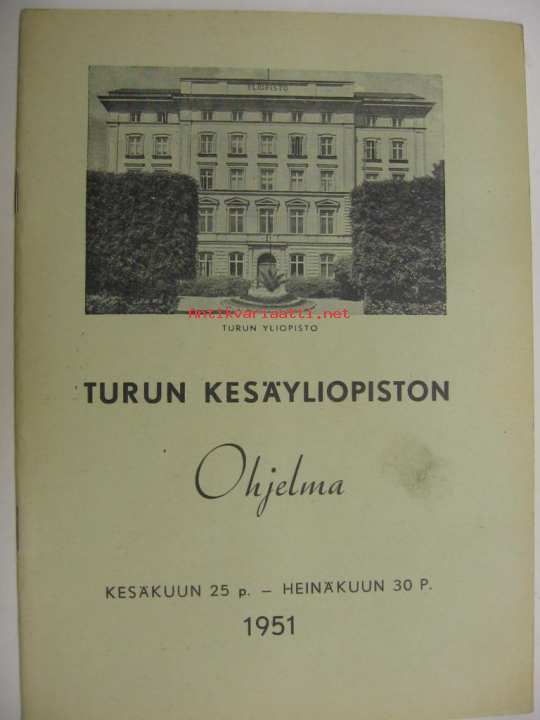 YLIOPISTO
Antikvariaatti.net
TURUN YLIOPISTO
TURUN KESÄYLIOPISTON
Ohjelma
KESÄKUUN 25 p. – HEINÄKUUN 30 P.
1951